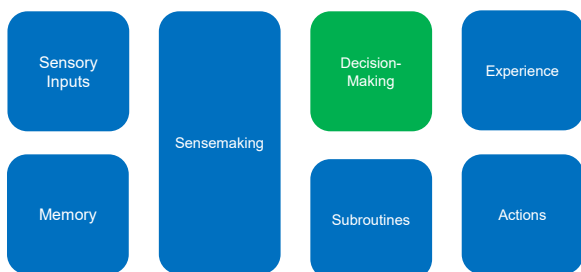 Sensory
Inputs
Memory
Sensemaking
Decision-
Making
Subroutines
Experience
Actions